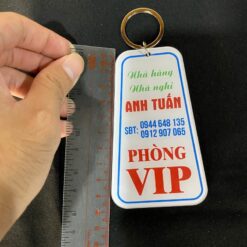 Nhà hàng
Nhà nghỉ
ANH TUẤN
SĐT: 0944 648 135
0912 907 065
PHÒNG
VIP